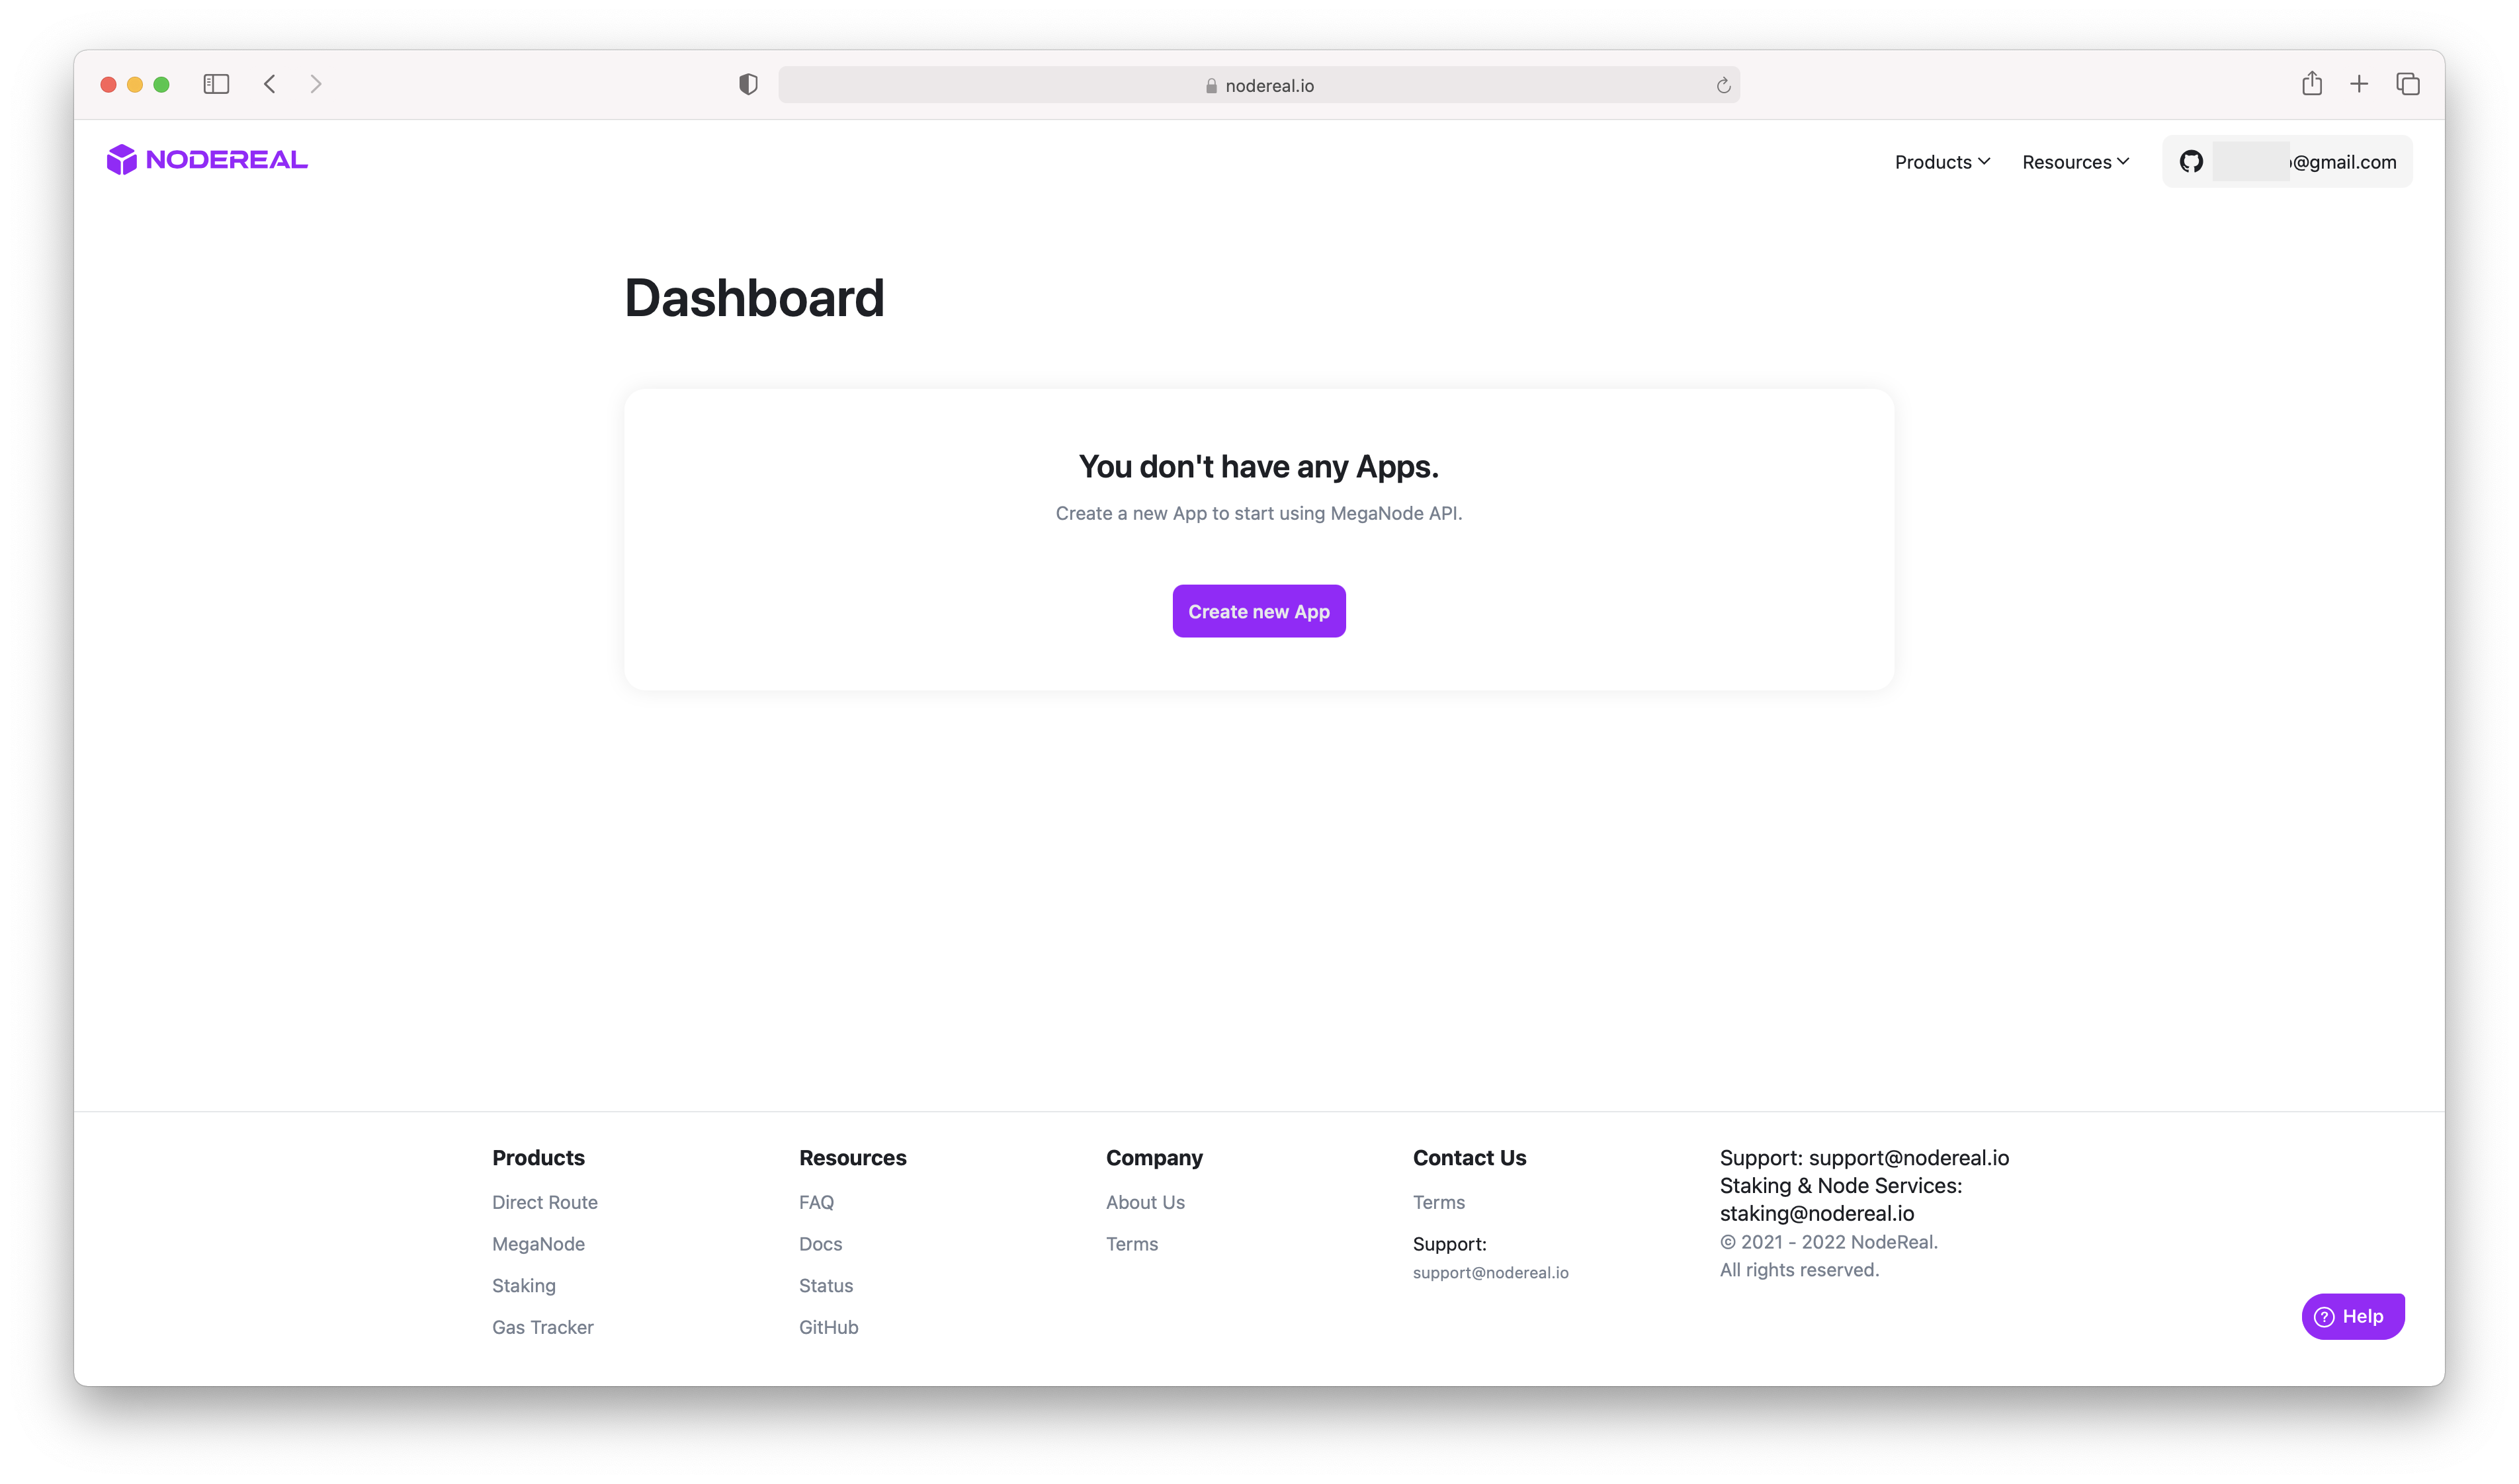 nodereal.io
NODEREAL
Products
Resources
@gmail.com
Dashboard
You don't have any Apps.
Create a new App to start using MegaNode API.
Create new App
Products
Direct Route
MegaNode
Staking
Gas Tracker
Resources
FAQ
Docs
Status
GitHub
Company
About Us
Terms
Contact Us
Terms
Support:
support@nodereal.io
Support: support@nodereal.io
Staking & Node Services:
staking@nodereal.io
© 2021 - 2022 NodeReal.
All rights reserved.
? Help